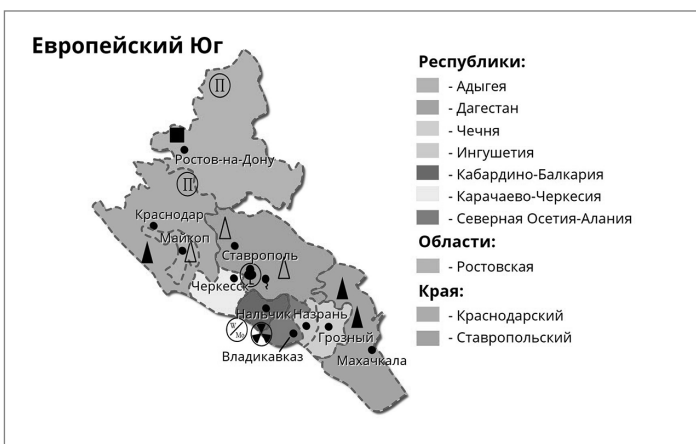 Европейский Юг
Республики:
- Адыгея
- Дагестан
- Чечня
- Ингушетия
- Кабардино-Балкария
- Карачаево-Черкесия
- Северная Осетия-Алания
Области:
- Ростовская
Края:
- Краснодарский
- Ставропольский
П
Ростов-на-Дону
П
Краснодар
Майкоп
Ставрополь
Черкесск
Нальчик
Назрань
W/Mo
Грозный
Владикавказ
Махачкала